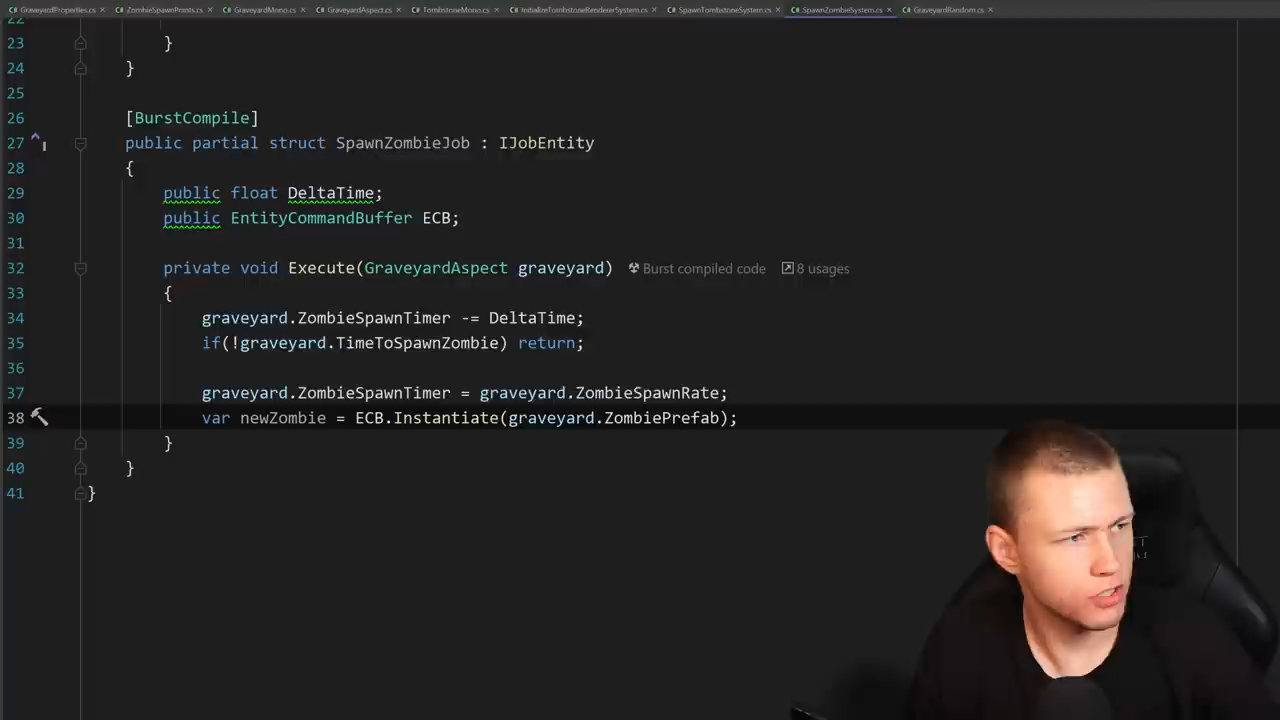 GraveyardProperties.cs × ZombieSpawnPoints.cs × GraveyardMono.cs × GraveyardAspect.cs × TombstoneMono.cs × InitializeTombstoneRendererSystem.cs × SpawnTombstoneSystem.cs × SpawnZombieSystem.cs × GraveyardRandom.cs ×
22
23 }
24 }
25
26 [BurstCompile]
27 public partial struct SpawnZombieJob : IJobEntity
28 {
29 public float DeltaTime;
30 public EntityCommandBuffer ECB;
31
32 private void Execute(GraveyardAspect graveyard) Burst compiled code 8 usages
33 {
34 graveyard.ZombieSpawnTimer -= DeltaTime;
35 if(!graveyard.TimeToSpawnZombie) return;
36
37 graveyard.ZombieSpawnTimer = graveyard.ZombieSpawnRate;
38 var newZombie = ECB.Instantiate(graveyard.ZombiePrefab);
39 }
40 }
41 }